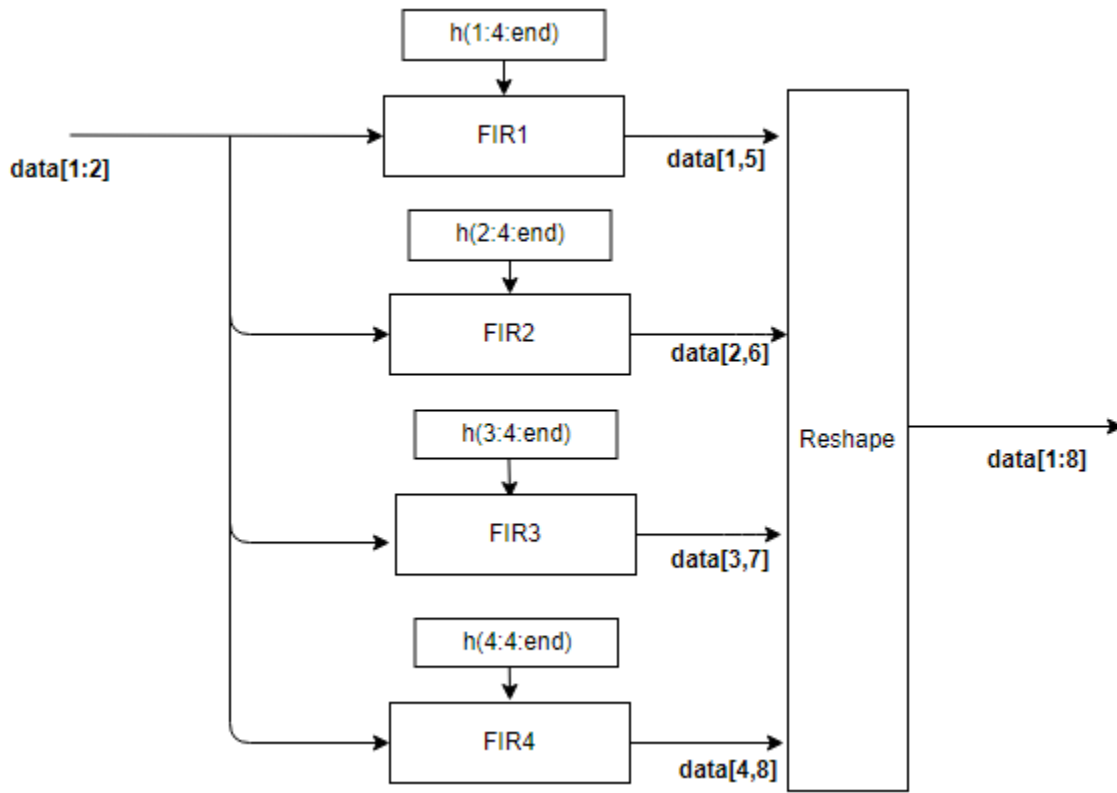 h(1:4:end)
FIR1
data[1:2]
data[1,5]
h(2:4:end)
FIR2
data[2,6]
h(3:4:end)
Reshape
data[1:8]
FIR3
data[3,7]
h(4:4:end)
FIR4
data[4,8]